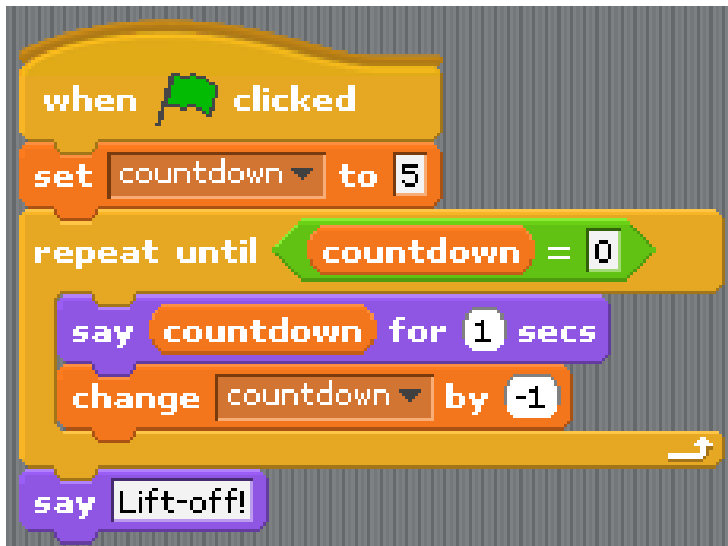 when clicked
set countdown to 5
repeat until countdown = 0
say countdown for 1 secs
change countdown by -1
say Lift-off!